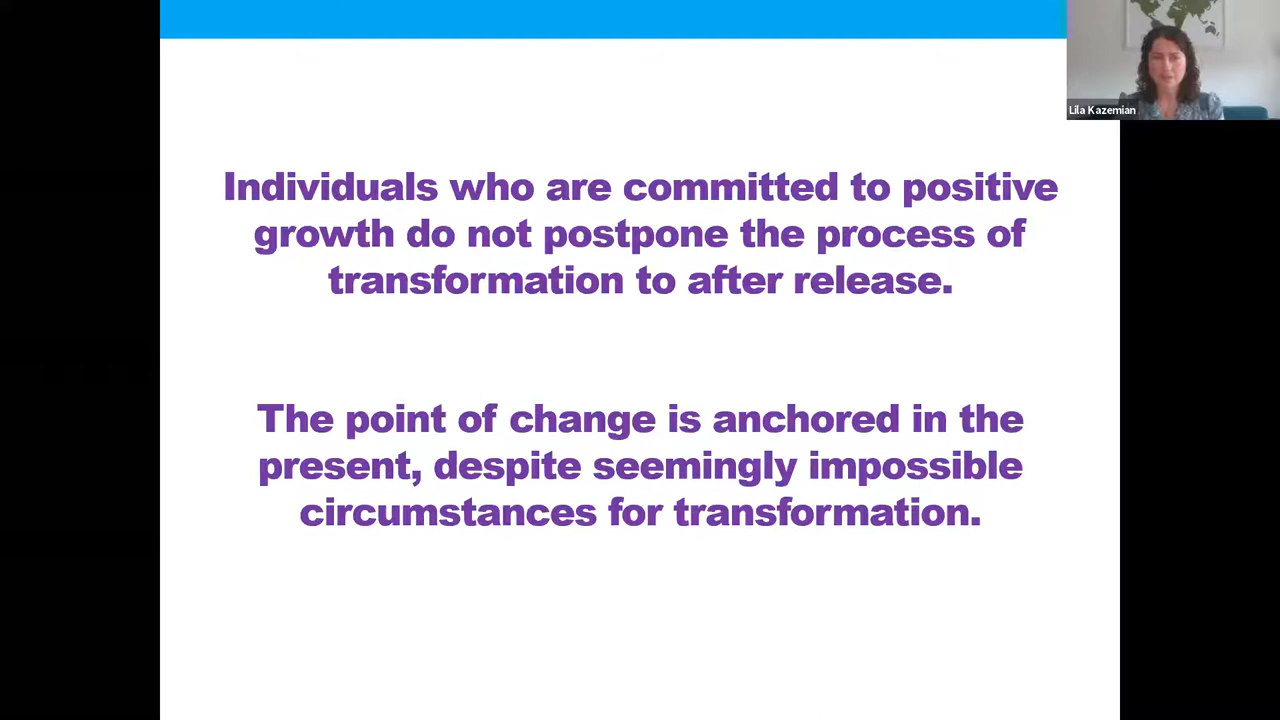 Lila Kazemian
Individuals who are committed to positive
growth do not postpone the process of
transformation to after release.
The point of change is anchored in the
present, despite seemingly impossible
circumstances for transformation.